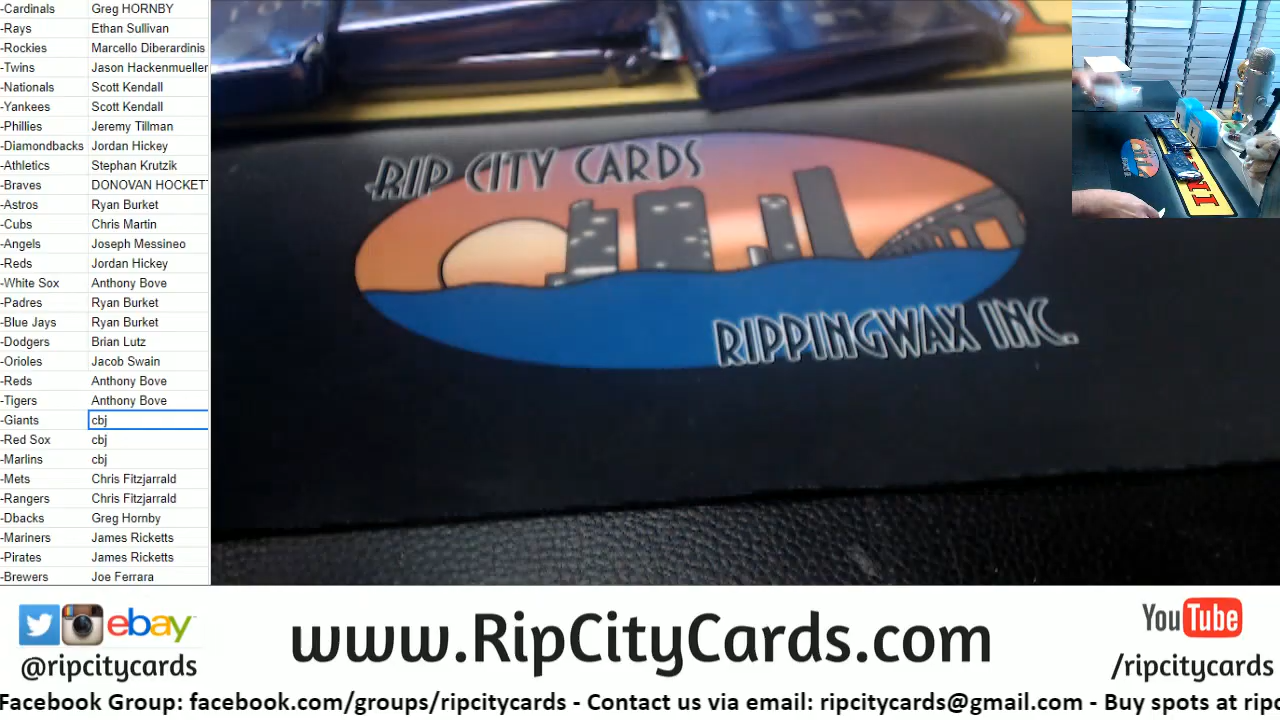 -Cardinals Greg HORNBY
-Rays Ethan Sullivan
-Rockies Marcello Diberardinis
-Twins Jason Hackenmueller
-Nationals Scott Kendall
-Yankees Scott Kendall
-Phillies Jeremy Tillman
-Diamondbacks Jordan Hickey
-Athletics Stephan Krutzik
-Braves DONOVAN HOCKETT
-Astros Ryan Burket
-Cubs Chris Martin
-Angels Joseph Messineo
-Reds Jordan Hickey
-White Sox Anthony Bove
-Padres Ryan Burket
-Blue Jays Ryan Burket
-Dodgers Brian Lutz
-Orioles Jacob Swain
-Reds Anthony Bove
-Tigers Anthony Bove
-Giants cbj
-Red Sox cbj
-Marlins cbj
-Mets Chris Fitzjarrald
-Rangers Chris Fitzjarrald
-Dbacks Greg Hornby
-Mariners James Ricketts
-Pirates James Ricketts
-Brewers Joe Ferrara
RIP CITY CARDS
RIPPINGWAX INC.
ebay
@ripcitycards
www.RipCityCards.com
YouTube
/ripcitycards
Facebook Group: facebook.com/groups/ripcitycards - Contact us via email: ripcitycards@gmail.com - Buy spots at ripc